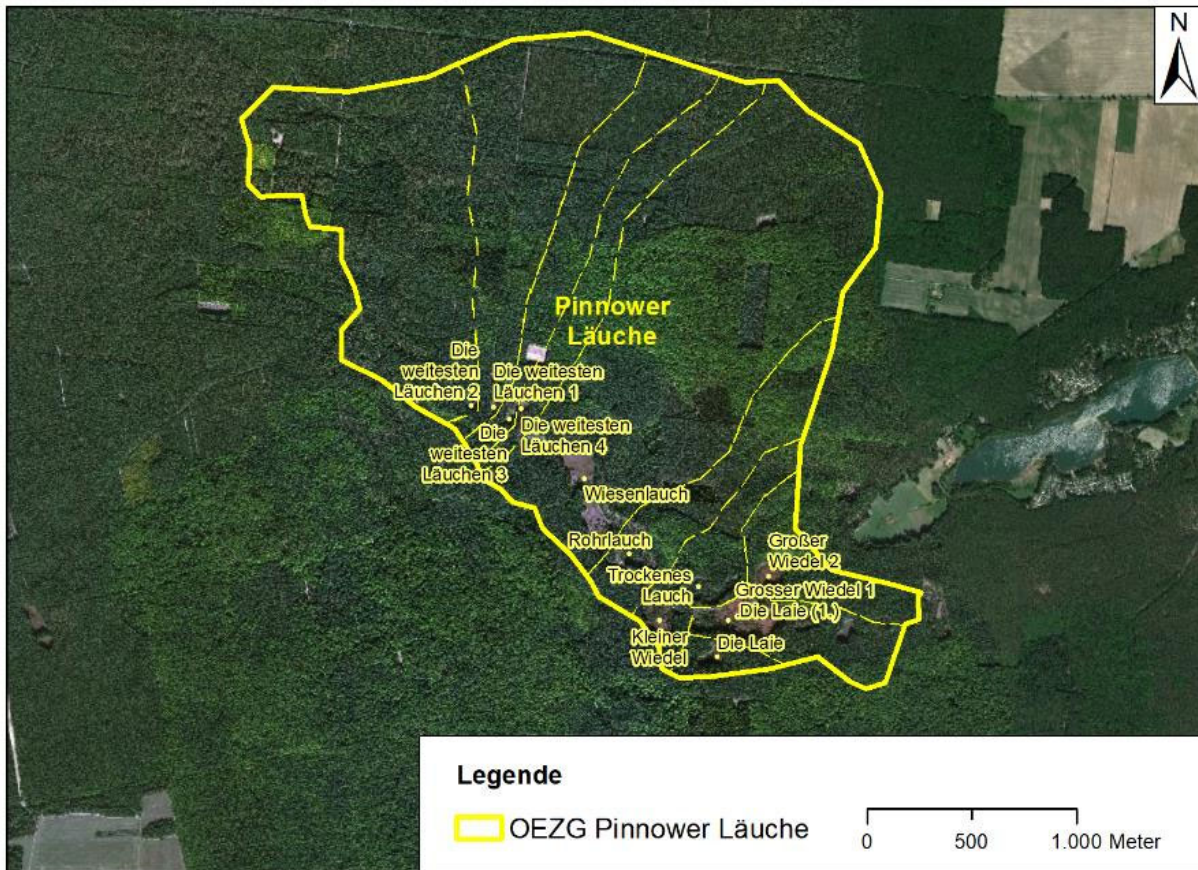 N
Pinnower
Läuche
Die
weitesten
Läuchen 2
Die weitesten
Läuchen 1
Die
weitesten
Läuchen 3
Die weitesten
Läuchen 4
Wiesenlauch
Rohrlauch
Großer
Wiedel 2
Trockenes
Lauch
Grosser Wiedel 1
Die Laie (1.)
Kleiner
Wiedel
Die Laie
Legende
OEZG Pinnower Läuche
0 500 1.000 Meter